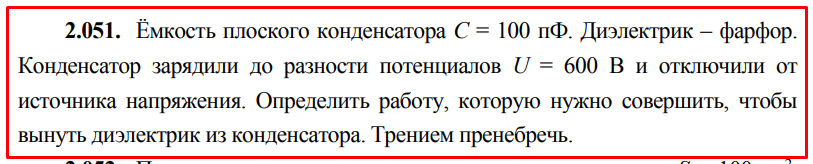 2.051. Ёмкость плоского конденсатора C = 100 пФ. Диэлектрик – фарфор.
Конденсатор зарядили до разности потенциалов U = 600 В и отключили от
источника напряжения. Определить работу, которую нужно совершить, чтобы
вынуть диэлектрик из конденсатора. Трением пренебречь.